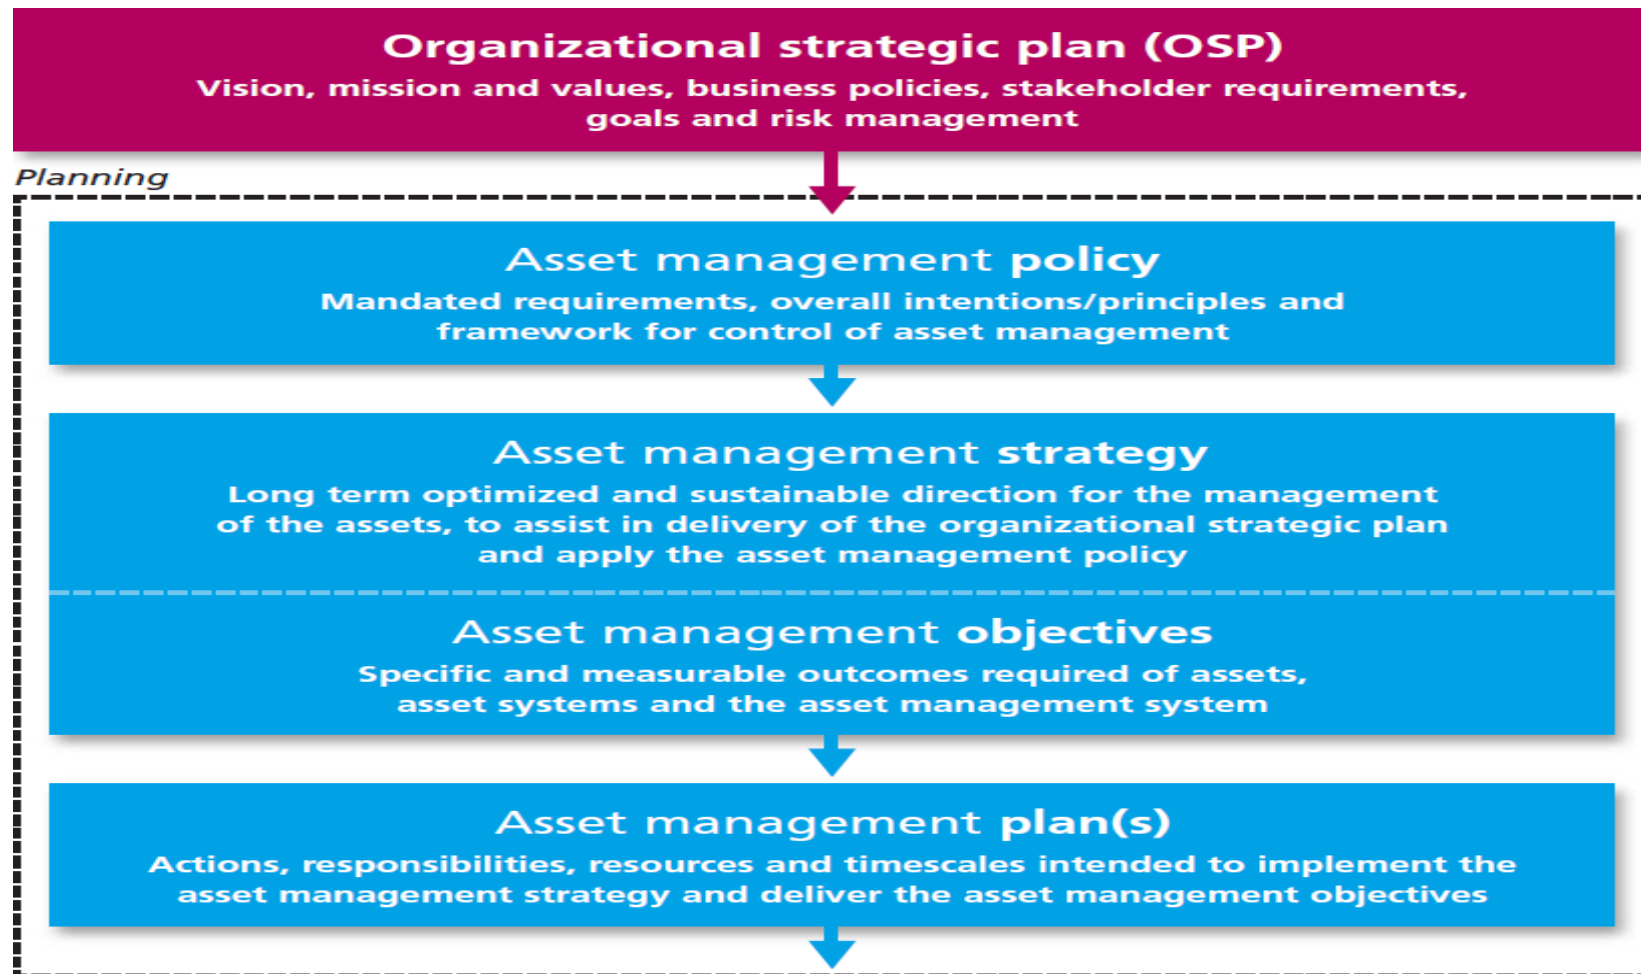 Organizational strategic plan (OSP)
Vision, mission and values, business policies, stakeholder requirements,
goals and risk management
Planning
Asset management policy
Mandated requirements, overall intentions/principles and
framework for control of asset management
Asset management strategy
Long term optimized and sustainable direction for the management
of the assets, to assist in delivery of the organizational strategic plan
and apply the asset management policy
Asset management objectives
Specific and measurable outcomes required of assets,
asset systems and the asset management system
Asset management plan(s)
Actions, responsibilities, resources and timescales intended to implement the
asset management strategy and deliver the asset management objectives